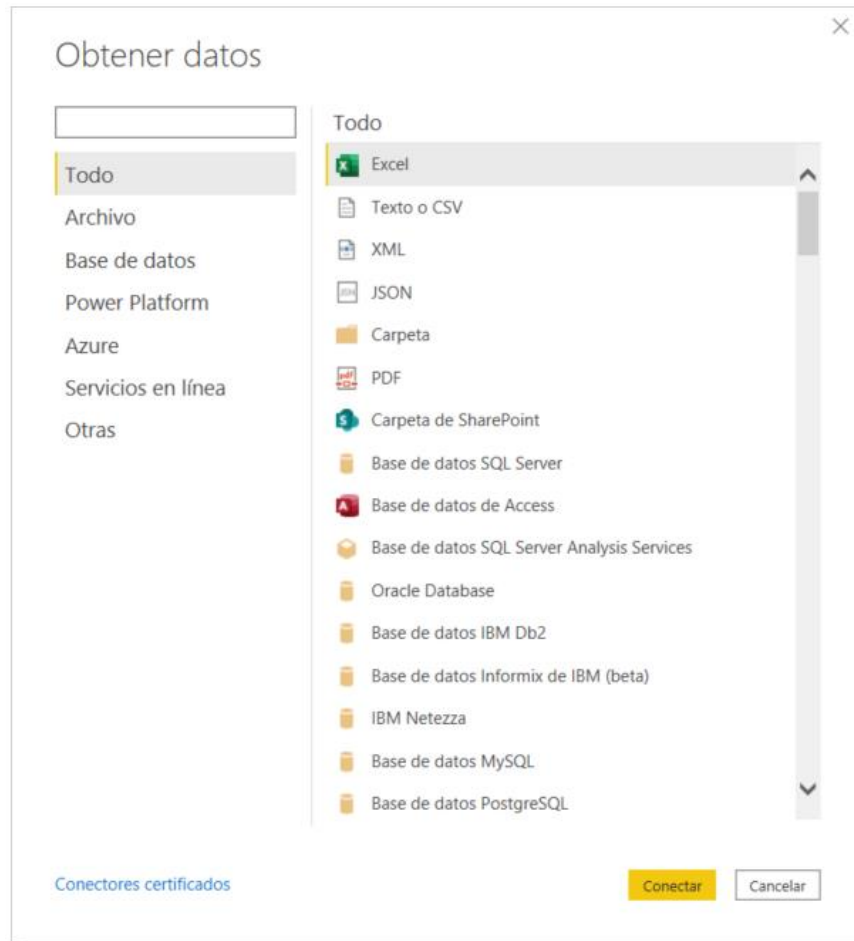 Obtener datos
Todo
Archivo
Base de datos
Power Platform
Azure
Servicios en línea
Otras
Todo
Excel
Texto o CSV
XML
JSON
Carpeta
PDF
Carpeta de SharePoint
Base de datos SQL Server
Base de datos de Access
Base de datos SQL Server Analysis Services
Oracle Database
Base de datos IBM Db2
Base de datos Informix de IBM (beta)
IBM Netezza
Base de datos MySQL
Base de datos PostgreSQL
Conectores certificados
Conectar
Cancelar